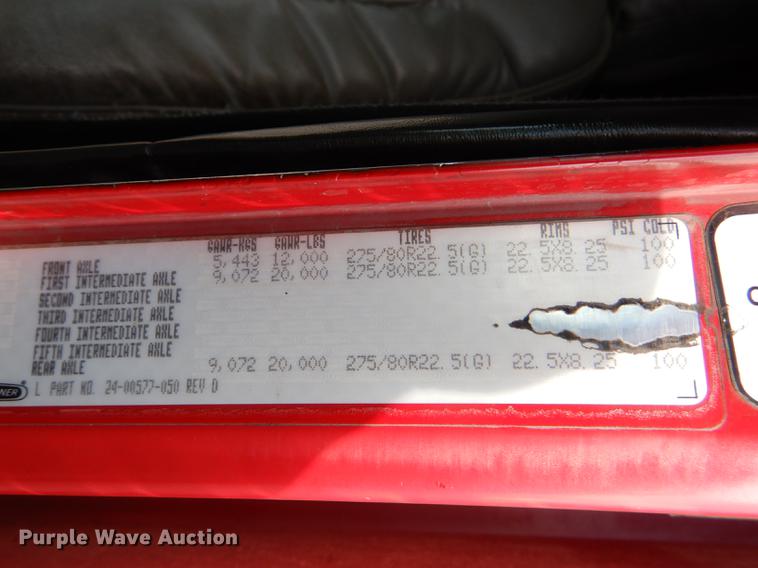 GAWR-KGS GAWR-LBS TIRES RIMS PSI COLD
FRONT AXLE 5,443 12,000 275/80R22.5(G) 22.5X8.25 100
FIRST INTERMEDIATE AXLE 9,072 20,000 275/80R22.5(G) 22.5X8.25 100
SECOND INTERMEDIATE AXLE
THIRD INTERMEDIATE AXLE
FOURTH INTERMEDIATE AXLE
FIFTH INTERMEDIATE AXLE
REAR AXLE 9,072 20,000 275/80R22.5(G) 22.5X8.25 100
L PART NO. 24-00577-050 REV D
Purple Wave Auction